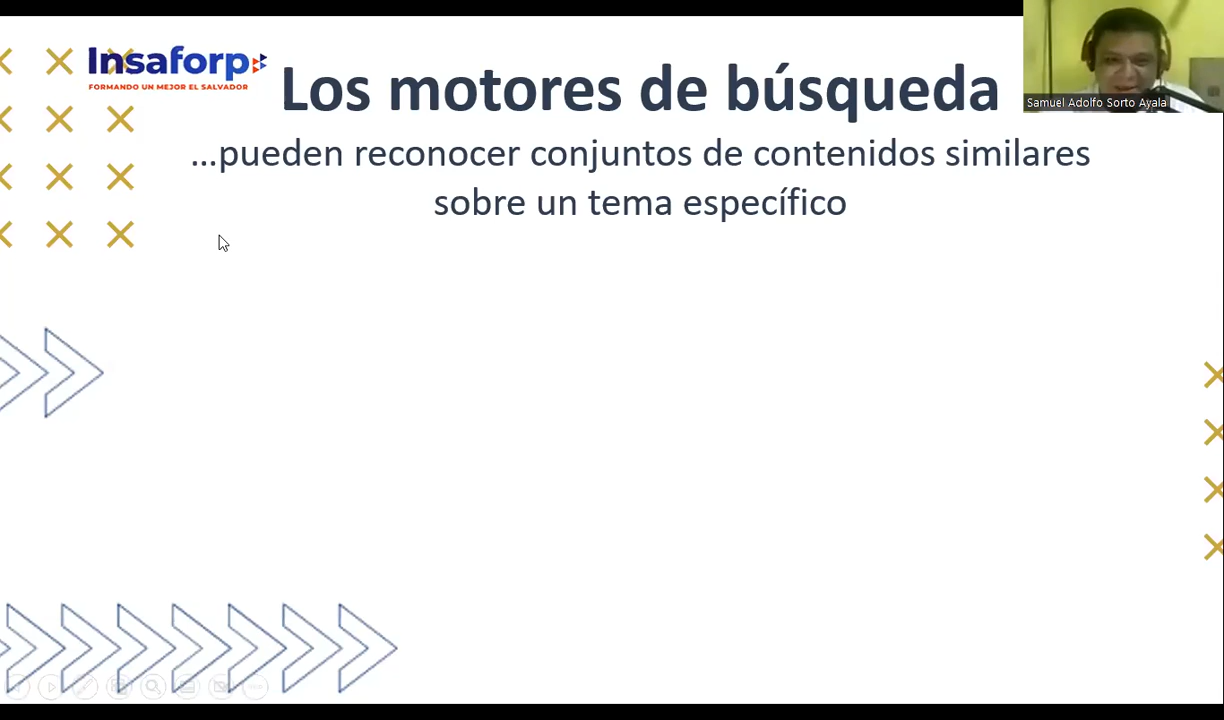 Insaforp
FORMANDO UN MEJOR EL SALVADOR
Los motores de búsqueda
...pueden reconocer conjuntos de contenidos similares
sobre un tema específico
Samuel Adolfo Sorto Ayala